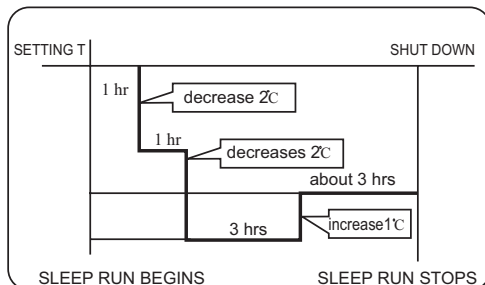 SETTING T SHUT DOWN
1 hr decrease 2℃
1 hr decreases 2℃
about 3 hrs
3 hrs increase1℃
SLEEP RUN BEGINS SLEEP RUN STOPS